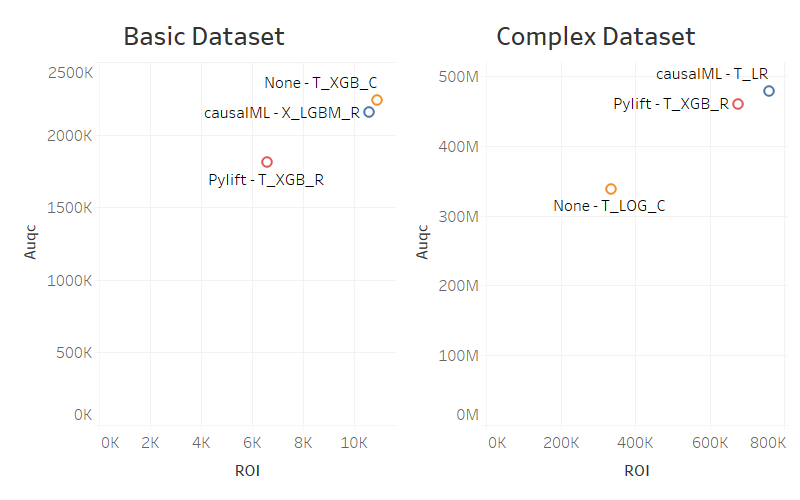 Basic Dataset
2500K
2000K
1500K
1000K
500K
0K
Auqc
None - T_XGB_C
causalML - X_LGBM_R
Pylift - T_XGB_R
0K 2K 4K 6K 8K 10K
ROI
Complex Dataset
500M
400M
300M
200M
100M
0M
Auqc
causalML - T_LR
Pylift - T_XGB_R
None - T_LOG_C
0K 200K 400K 600K 800K
ROI